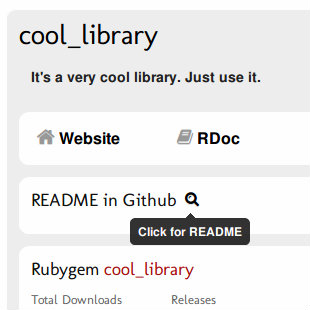 cool_library
It's a very cool library. Just use it.
Website RDoc
README in Github
Click for README
Rubygem cool_library
Total Downloads Releases